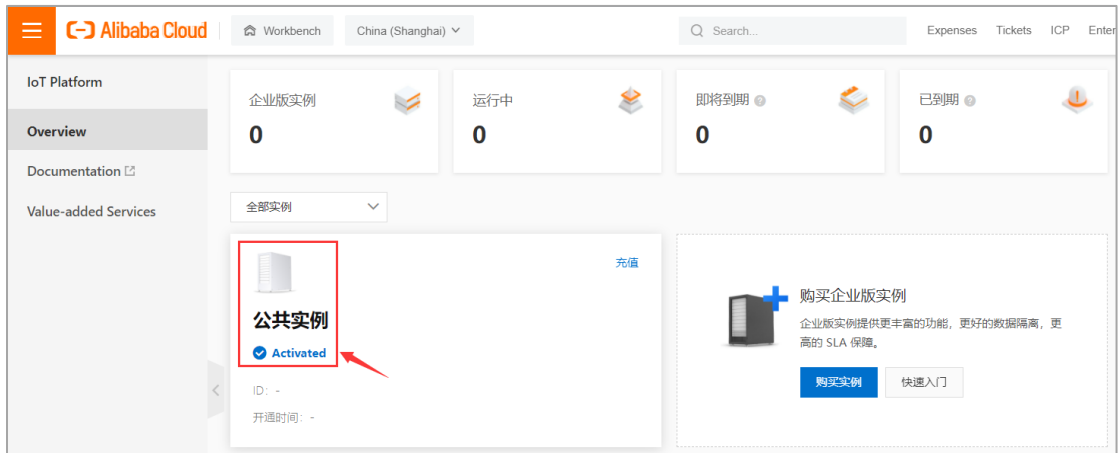 Alibaba Cloud
Workbench
China (Shanghai)
Search...
Expenses
Tickets
ICP
Enter
IoT Platform
Overview
Documentation
Value-added Services
企业版实例
0
运行中
0
即将到期
0
已到期
0
全部实例
公共实例
Activated
充值
ID: -
开通时间: -
购买企业版实例
企业版实例提供更丰富的功能，更好的数据隔离，更
高的 SLA 保障。
购买实例
快速入门